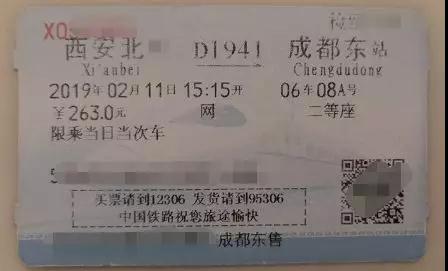 XQ
西安北 D1941 成都东站
Xi'anbei Chengdudong
2019年02月11日 15:15开 06车08A号
￥263.0元 网 二等座
限乘当日当次车
5
买票请到12306 发货请到95306
中国铁路祝您旅途愉快
成都东售